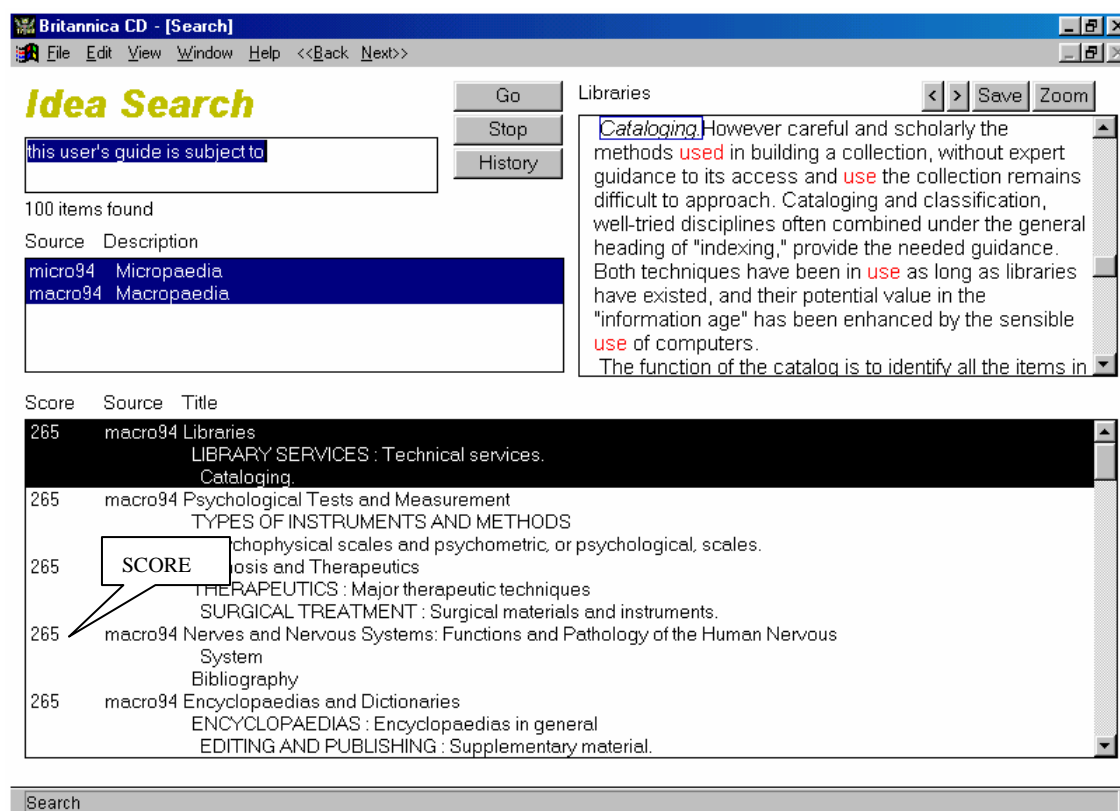 Britannica CD - [Search]
File Edit View Window Help <<Back Next>>
Idea Search
this user's guide is subject to
Go
Stop
History
100 items found
Source Description
micro94 Micropaedia
macro94 Macropaedia
Libraries
< > Save Zoom
Cataloging. However careful and scholarly the
methods used in building a collection, without expert
guidance to its access and use the collection remains
difficult to approach. Cataloging and classification,
well-tried disciplines often combined under the general
heading of "indexing," provide the needed guidance.
Both techniques have been in use as long as libraries
have existed, and their potential value in the
"information age" has been enhanced by the sensible
use of computers.
The function of the catalog is to identify all the items in
Score Source Title
265 macro94 Libraries
LIBRARY SERVICES : Technical services.
Cataloging.
265 macro94 Psychological Tests and Measurement
TYPES OF INSTRUMENTS AND METHODS
chophysical scales and psychometric, or psychological, scales.
265 nosis and Therapeutics
THERAPEUTICS : Major therapeutic techniques
SURGICAL TREATMENT : Surgical materials and instruments.
SCORE
265 macro94 Nerves and Nervous Systems: Functions and Pathology of the Human Nervous
System
Bibliography
265 macro94 Encyclopaedias and Dictionaries
ENCYCLOPAEDIAS : Encyclopaedias in general
EDITING AND PUBLISHING : Supplementary material.
Search